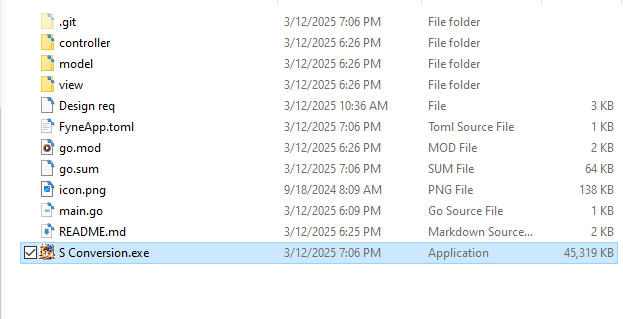 .git 3/12/2025 7:06 PM File folder
controller 3/12/2025 6:26 PM File folder
model 3/12/2025 6:26 PM File folder
view 3/12/2025 6:26 PM File folder
Design req 3/12/2025 10:36 AM File 3 KB
FyneApp.toml 3/12/2025 7:06 PM Toml Source File 1 KB
go.mod 3/12/2025 6:26 PM MOD File 2 KB
go.sum 3/12/2025 7:06 PM SUM File 64 KB
icon.png 9/18/2024 8:09 AM PNG File 138 KB
main.go 3/12/2025 6:09 PM Go Source File 1 KB
README.md 3/12/2025 6:25 PM Markdown Source... 2 KB
S Conversion.exe 3/12/2025 7:06 PM Application 45,319 KB